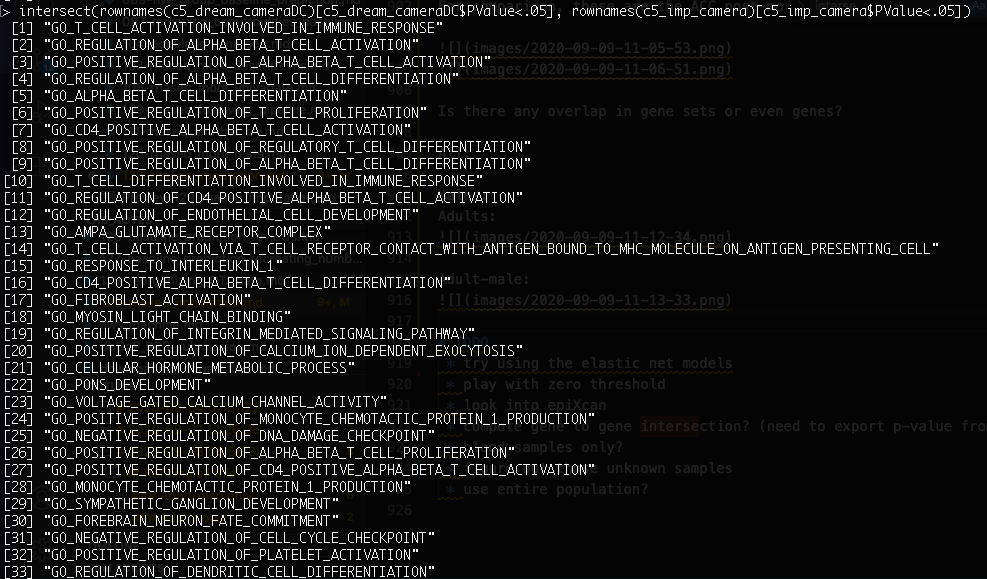 > intersect(rownames(c5_dream_cameraDC)[c5_dream_cameraDC$PValue<.05], rownames(c5_imp_camera)[c5_imp_camera$PValue<.05])
[1] "GO_T_CELL_ACTIVATION_INVOLVED_IN_IMMUNE_RESPONSE"
[2] "GO_REGULATION_OF_ALPHA_BETA_T_CELL_ACTIVATION"
![](images/2020-09-09-11-05-53.png)
[3] "GO_POSITIVE_REGULATION_OF_ALPHA_BETA_T_CELL_ACTIVATION"
(images/2020-09-09-11-06-51.png)
[4] "GO_REGULATION_OF_ALPHA_BETA_T_CELL_DIFFERENTIATION"
[5] "GO_ALPHA_BETA_T_CELL_DIFFERENTIATION"
906
[6] "GO_POSITIVE_REGULATION_OF_T_CELL_PROLIFERATION"
Is there any overlap in gene sets or even genes?
[7] "GO_CD4_POSITIVE_ALPHA_BETA_T_CELL_ACTIVATION"
[8] "GO_POSITIVE_REGULATION_OF_REGULATORY_T_CELL_DIFFERENTIATION"
[9] "GO_POSITIVE_REGULATION_OF_ALPHA_BETA_T_CELL_DIFFERENTIATION"
[10] "GO_T_CELL_DIFFERENTIATION_INVOLVED_IN_IMMUNE_RESPONSE"
[11] "GO_REGULATION_OF_CD4_POSITIVE_ALPHA_BETA_T_CELL_ACTIVATION"
[12] "GO_REGULATION_OF_ENDOTHELIAL_CELL_DEVELOPMENT"
Adults:
[13] "GO_AMPA_GLUTAMATE_RECEPTOR_COMPLEX"
913
![](images/2020-09-09-11-12-34.png)
[14] "GO_T_CELL_ACTIVATION_VIA_T_CELL_RECEPTOR_CONTACT_WITH_ANTIGEN_BOUND_TO_MHC_MOLECULE_ON_ANTIGEN_PRESENTING_CELL"
[15] "GO_RESPONSE_TO_INTERLEUKIN_1"
[16] "GO_CD4_POSITIVE_ALPHA_BETA_T_CELL_DIFFERENTIATION"
Adult-male:
[17] "GO_FIBROBLAST_ACTIVATION"
9+, M
916
![](images/2020-09-09-11-13-33.png)
[18] "GO_MYOSIN_LIGHT_CHAIN_BINDING"
917
[19] "GO_REGULATION_OF_INTEGRIN_MEDIATED_SIGNALING_PATHWAY"
[20] "GO_POSITIVE_REGULATION_OF_CALCIUM_ION_DEPENDENT_EXOCYTOSIS"
[21] "GO_CELLULAR_HORMONE_METABOLIC_PROCESS"
919
* try using the elastic net models
[22] "GO_PONS_DEVELOPMENT"
920
* play with zero threshold
[23] "GO_VOLTAGE_GATED_CALCIUM_CHANNEL_ACTIVITY"
* look into epiXcan
[24] "GO_POSITIVE_REGULATION_OF_MONOCYTE_CHEMOTACTIC_PROTEIN_1_PRODUCTION"
intersection? (need to export p-value from
[25] "GO_NEGATIVE_REGULATION_OF_DNA_DAMAGE_CHECKPOINT"
samples only?
[26] "GO_POSITIVE_REGULATION_OF_ALPHA_BETA_T_CELL_PROLIFERATION"
[27] "GO_POSITIVE_REGULATION_OF_CD4_POSITIVE_ALPHA_BETA_T_CELL_ACTIVATION"
unknown samples
[28] "GO_MONOCYTE_CHEMOTACTIC_PROTEIN_1_PRODUCTION"
* use entire population?
[29] "GO_SYMPATHETIC_GANGLION_DEVELOPMENT"
926
[30] "GO_FOREBRAIN_NEURON_FATE_COMMITMENT"
[31] "GO_NEGATIVE_REGULATION_OF_CELL_CYCLE_CHECKPOINT"
[32] "GO_POSITIVE_REGULATION_OF_PLATELET_ACTIVATION"
[33] "GO_REGULATION_OF_DENDRITIC_CELL_DIFFERENTIATION"